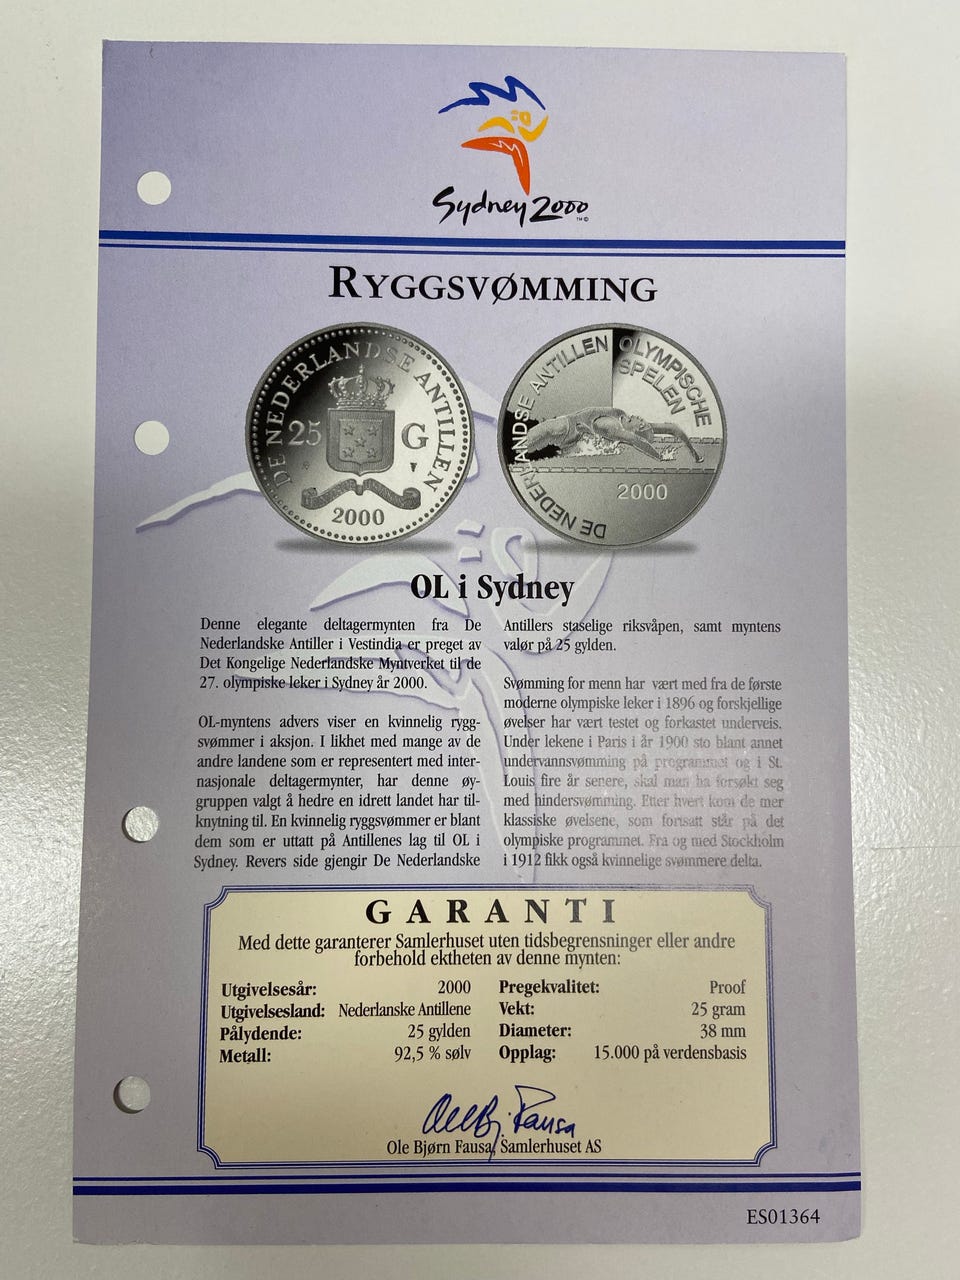 Sydney 2000 ™©
RYGGSVØMMING
DE NEDERLANDSE ANTILLEN
25 G
2000
DE NEDERLANDSE ANTILLEN
OLYMPISCHE
SPELEN
2000
OL i Sydney
Denne elegante deltagermynten fra De
Nederlandske Antiller i Vestindia er preget av
Det Kongelige Nederlandske Myntverket til de
27. olympiske leker i Sydney år 2000.
OL-myntens advers viser en kvinnelig rygg-
svømmer i aksjon. I likhet med mange av de
andre landene som er representert med inter-
nasjonale deltagermynter, har denne øy-
gruppen valgt å hedre en idrett landet har til-
knytning til. En kvinnelig ryggsvømmer er blant
dem som er uttatt på Antillenes lag til OL i
Sydney. Revers side gjengir De Nederlandske
Antillers staselige riksvåpen, samt myntens
valør på 25 gylden.
Svømming for menn har vært med fra de første
moderne olympiske leker i 1896 og forskjellige
øvelser har vært testet og forkastet underveis.
Under lekene i Paris i år 1900 sto blant annet
undervannsvømming på programmet og i St.
Louis fire år senere, skal man ha forsøkt seg
med hindersvømming. Etter hvert kom de mer
klassiske øvelsene, som fortsatt står på det
olympiske programmet. Fra og med Stockholm
i 1912 fikk også kvinnelige svømmere delta.
GARANTI
Med dette garanterer Samlerhuset uten tidsbegrensninger eller andre
forbehold ektheten av denne mynten:
Utgivelsesår: 2000
Utgivelsesland: Nederlanske Antillene
Pålydende: 25 gylden
Metall: 92,5 % sølv
Pregekvalitet: Proof
Vekt: 25 gram
Diameter: 38 mm
Opplag: 15.000 på verdensbasis
Ole Bj. Fausa
Ole Bjørn Fausa, Samlerhuset AS
ES01364